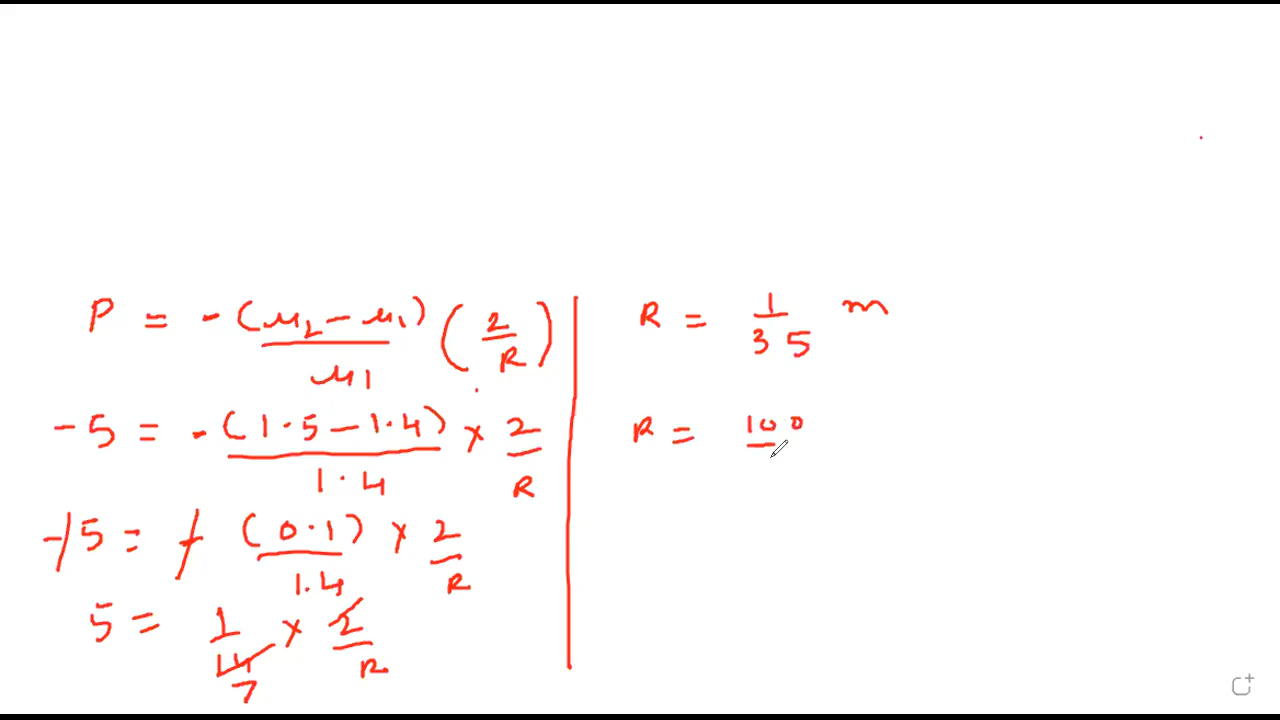 P = - (μ₂ - μ₁)/μ₁ (2/R)
-5 = - (1.5 - 1.4)/1.4 × 2/R
-5 = - (0.1)/1.4 × 2/R
5 = 1/14 × 2/R
7
R = 1/35 m
R = 100